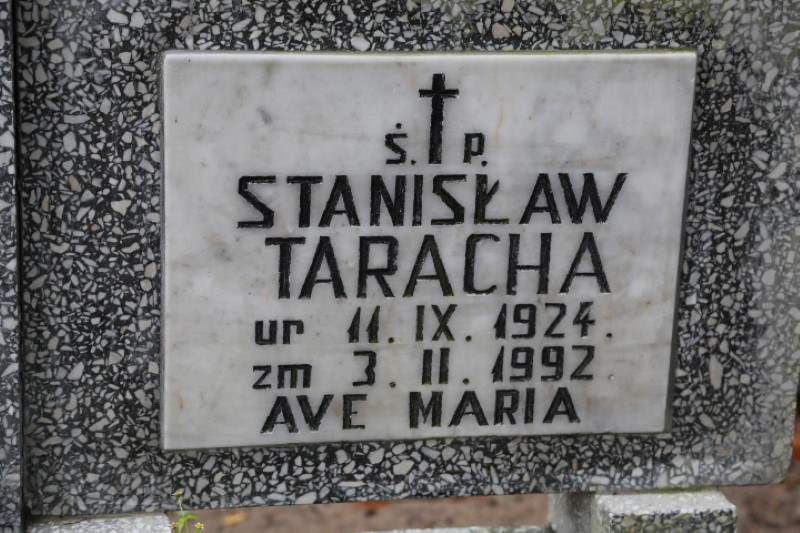 Ś. P.
STANISŁAW
TARACHA
ur 11. IX. 1924.
zm 3. II. 1992.
AVE MARIA